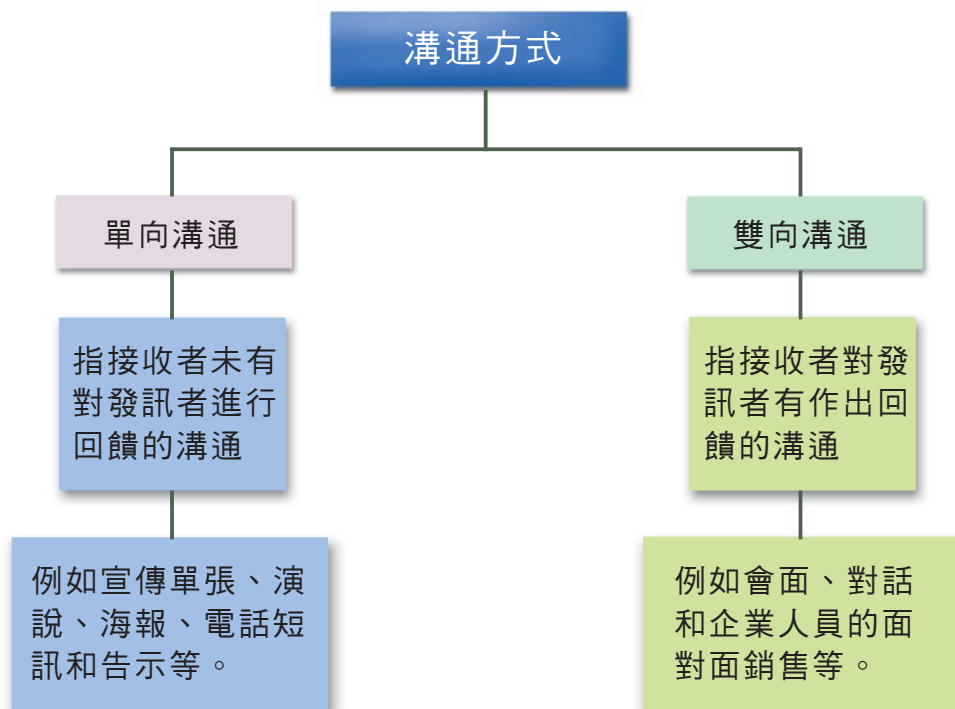 溝通方式
單向溝通
雙向溝通
指接收者未有
對發訊者進行
回饋的溝通
指接收者對發
訊者有作出回
饋的溝通
例如宣傳單張、演
說、海報、電話短
訊和告示等。
例如會面、對話
和企業人員的面
對面銷售等。